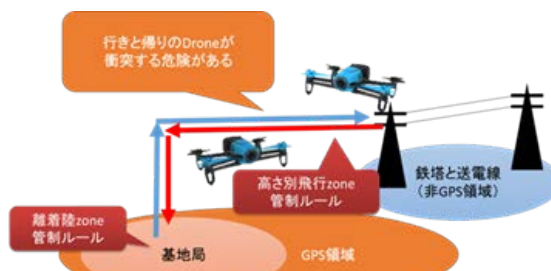 行きと帰りのDroneが
衝突する危険がある
高さ別飛行zone
管制ルール
鉄塔と送電線
（非GPS領域）
離着陸zone
管制ルール
基地局
GPS領域